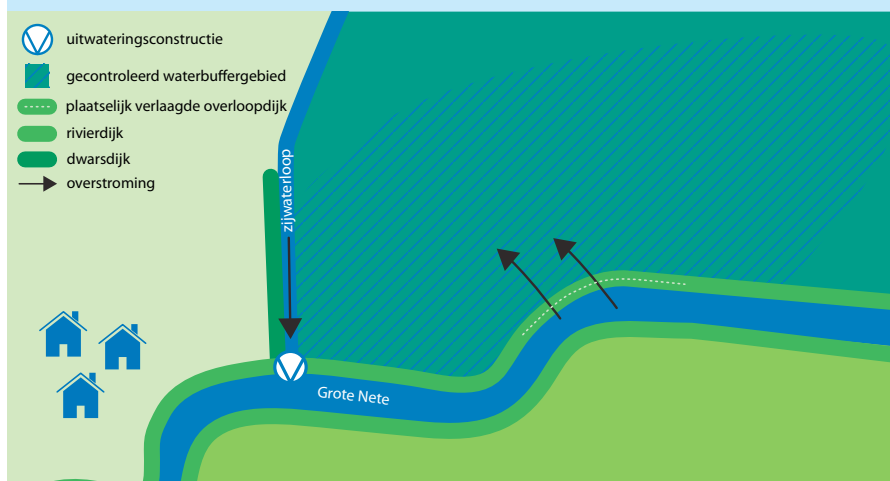 uitwateringsconstructie
gecontroleerd waterbuffergebied
plaatselijk verlaagde overloopdijk
rivierdijk
dwarsdijk
overstroming
zijwaterloop
Grote Nete